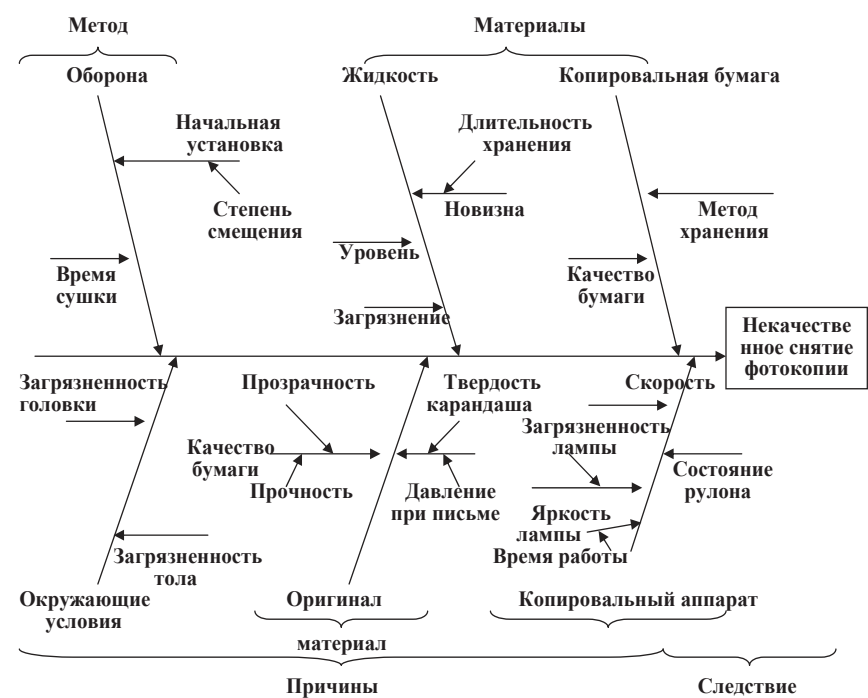 Метод
Материалы
Оборона
Жидкость
Копировальная бумага
Начальная
установка
Длительность
хранения
Степень
смещения
Новизна
Метод
хранения
Уровень
Время
сушки
Качество
бумаги
Загрязнение
Некачестве
нное снятие
фотокопии
Загрязненность
головки
Прозрачность
Твердость
карандаша
Скорость
Загрязненность
лампы
Качество
бумаги
Прочность
Давление
при письме
Состояние
рулона
Яркость
лампы
Время работы
Загрязненность
тола
Окружающие
условия
Оригинал
Копировальный аппарат
материал
Причины
Следствие